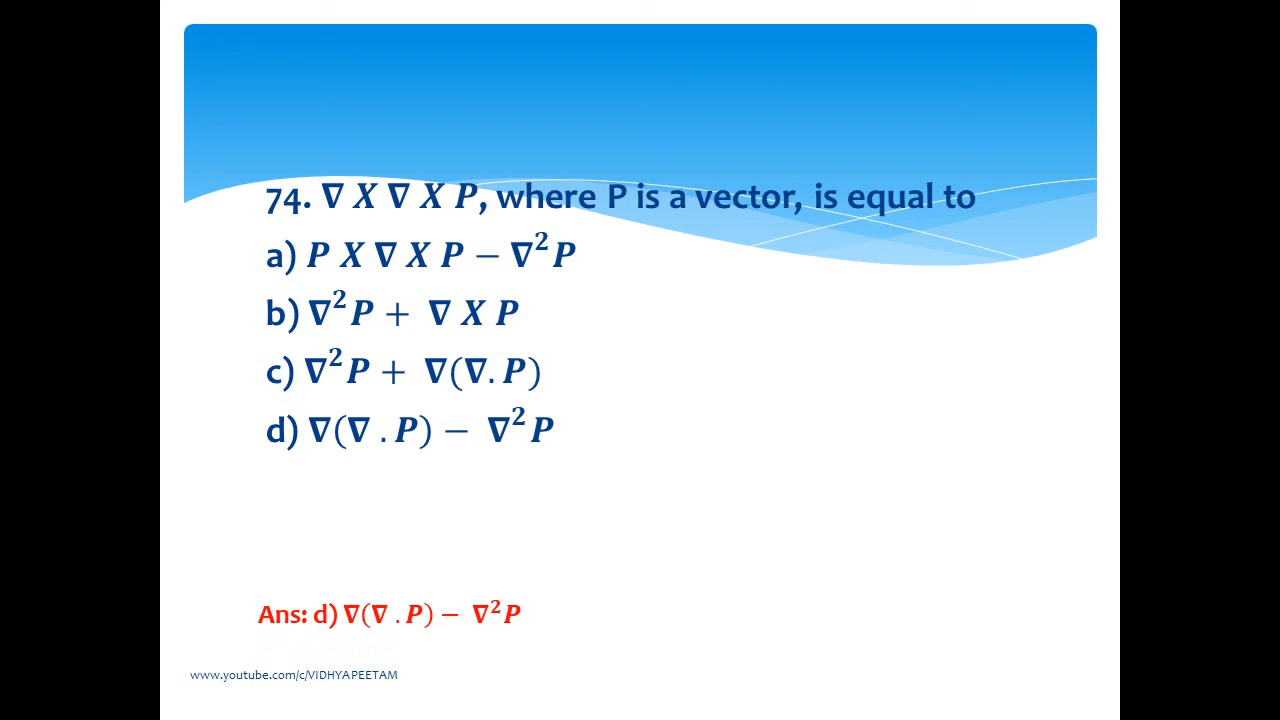 74. ∇ X ∇ X P, where P is a vector, is equal to
a) P X ∇ X P − ∇²P
b) ∇²P + ∇ X P
c) ∇²P + ∇(∇. P)
d) ∇(∇ . P) − ∇²P
Ans: d) ∇(∇ . P) − ∇²P
www.youtube.com/c/VIDHYAPEETAM